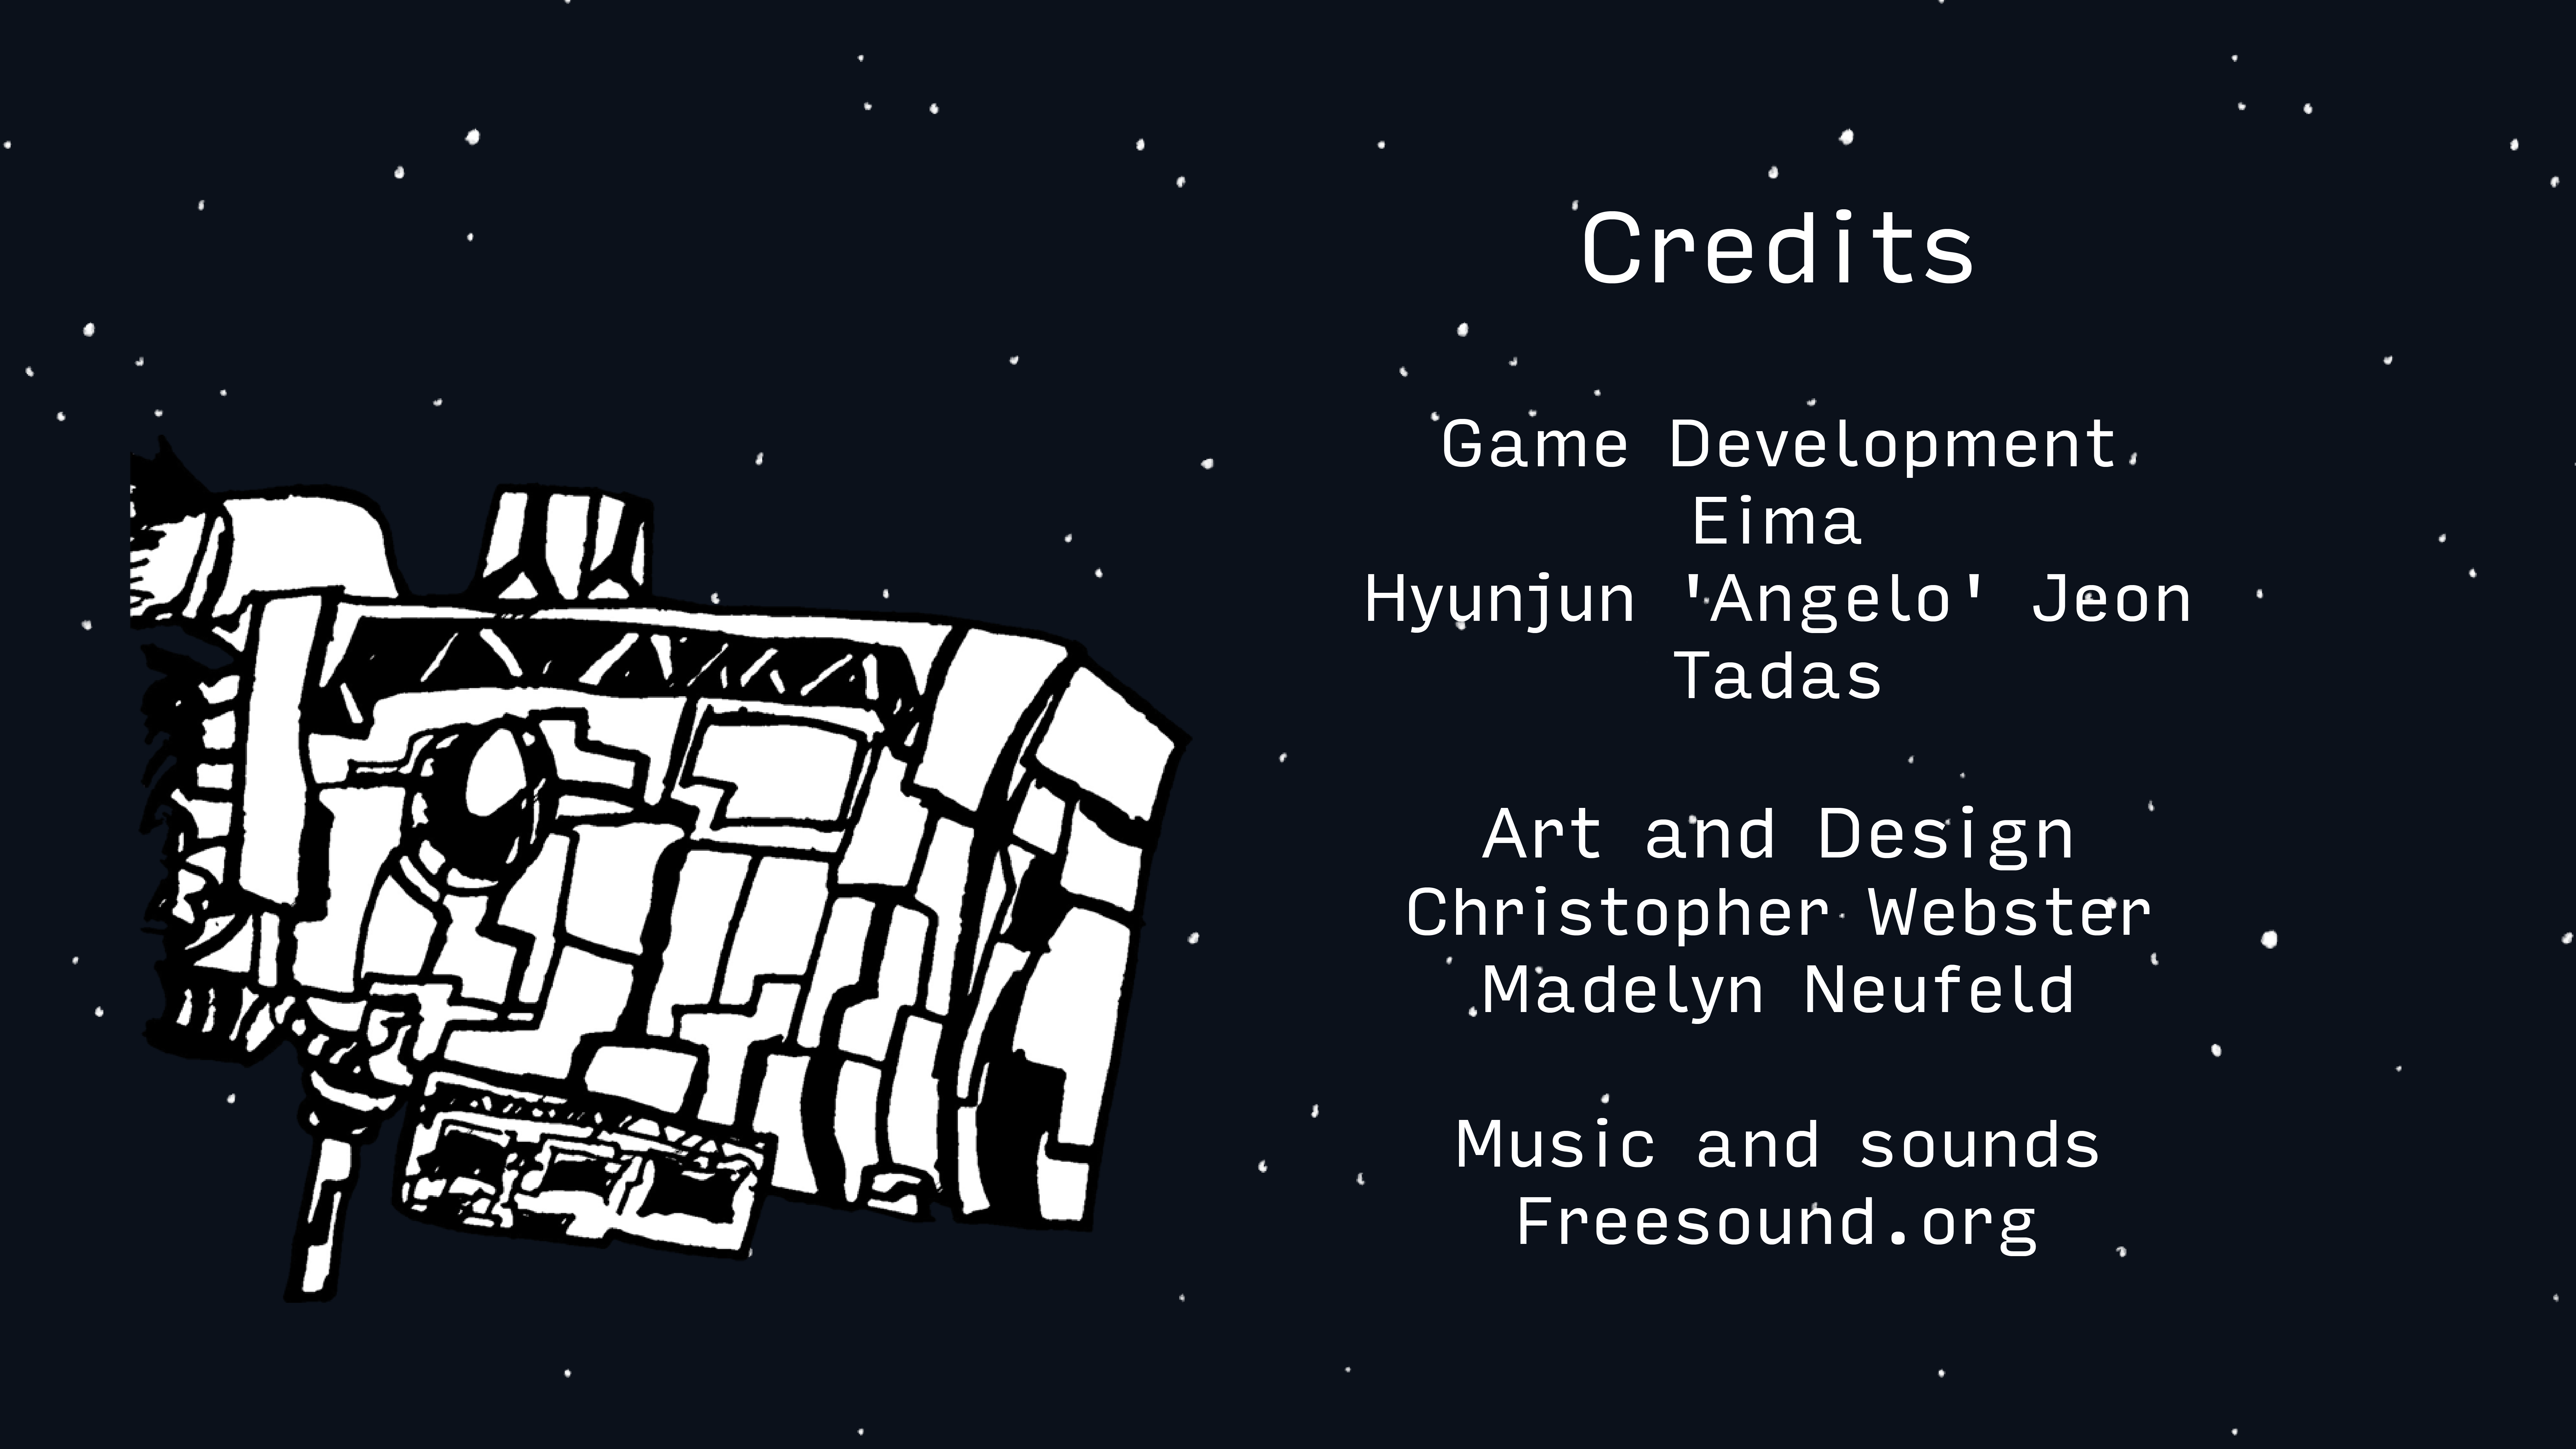 Credits
Game Development
Eima
Hyunjun 'Angelo' Jeon
Tadas
Art and Design
Christopher Webster
Madelyn Neufeld
Music and sounds
Freesound.org